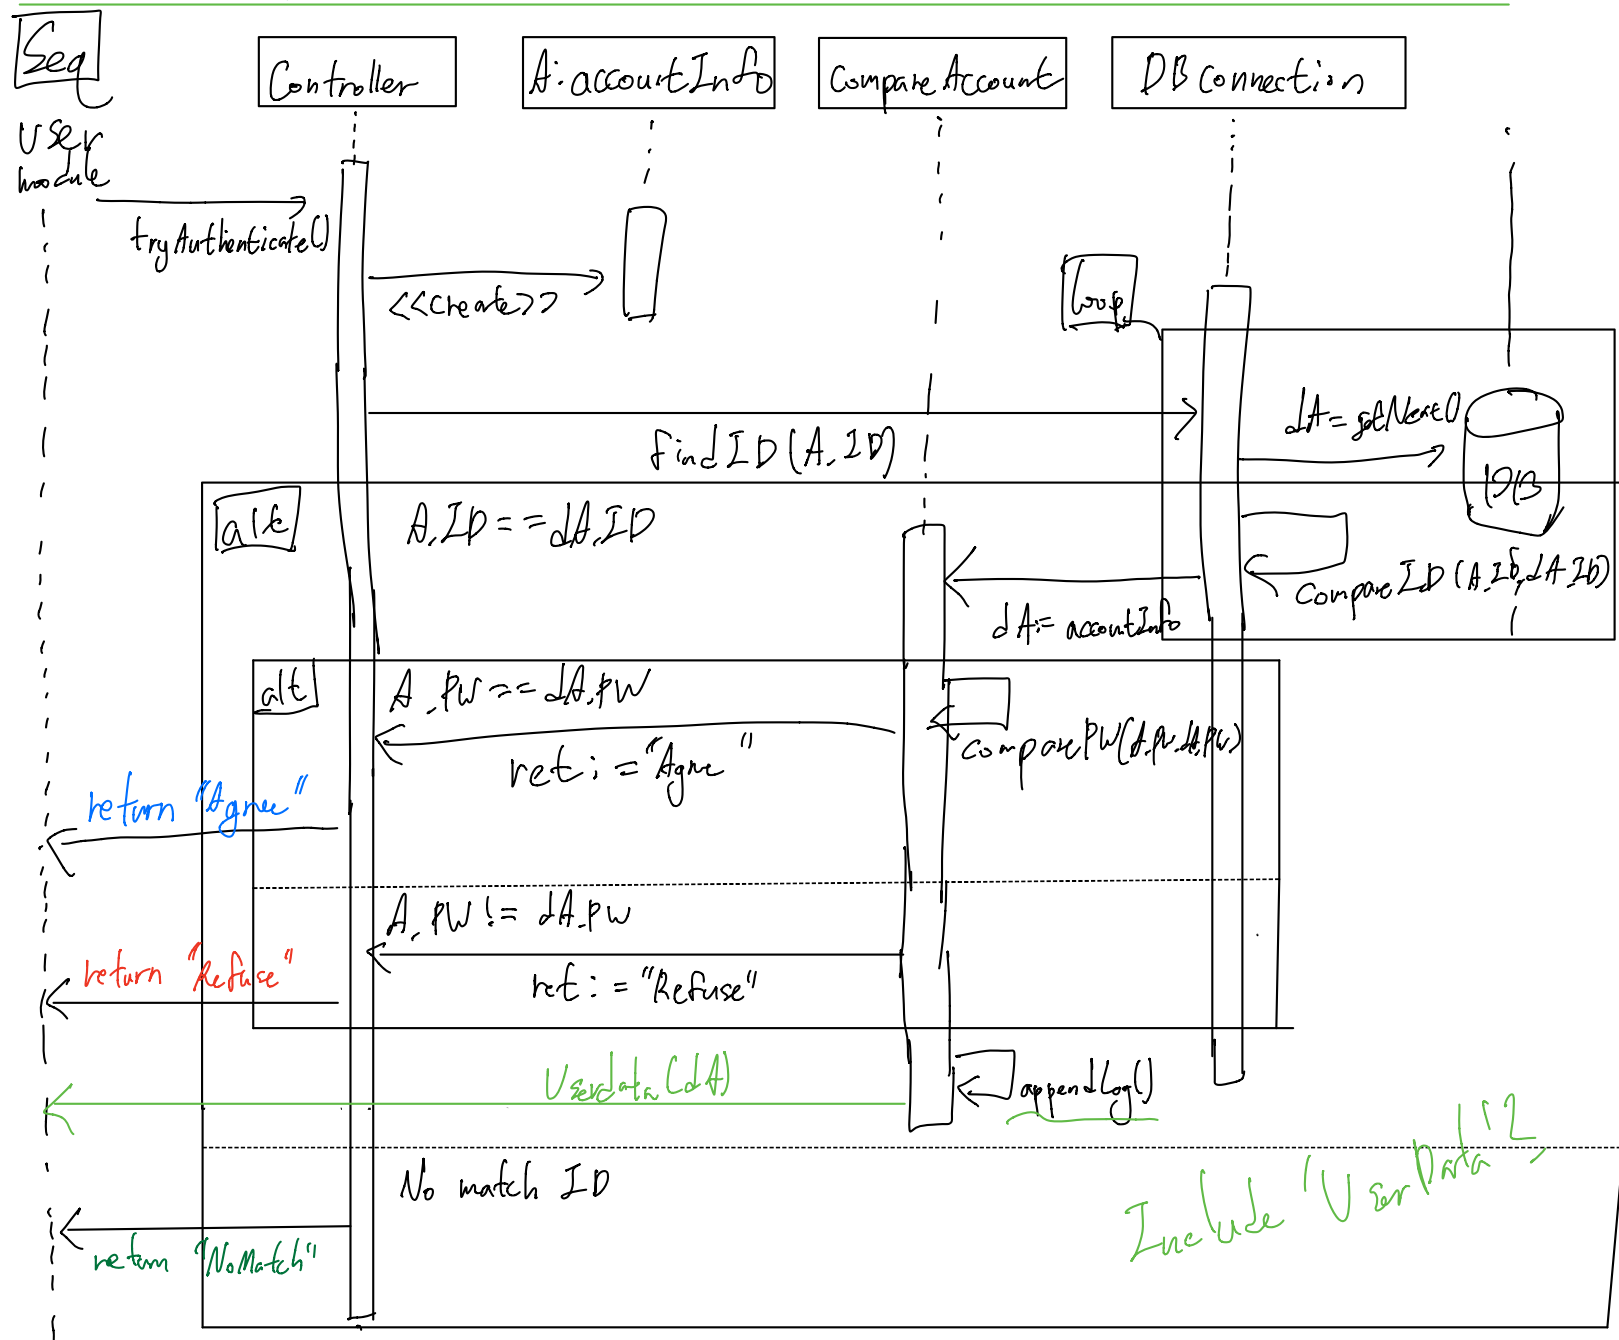 Seq
Controller
A:accountInfo
CompareAccount
DB Connection
User
module
tryAuthenticate()
<<create>>
loop
findID(A.ID)
dA=getNext()
DB
alt
A.ID==dA.ID
compareID(A.ID,dA.ID)
dA:=accountInfo
alt
A.PW==dA.PW
comparePW(A.PW,dA.PW)
ret:="Agree"
return "Agree"
A.PW!=dA.PW
ret:="Refuse"
return "Refuse"
Userdata(dA)
appendLog()
No match ID
Include "UserData"?
return "NoMatch"